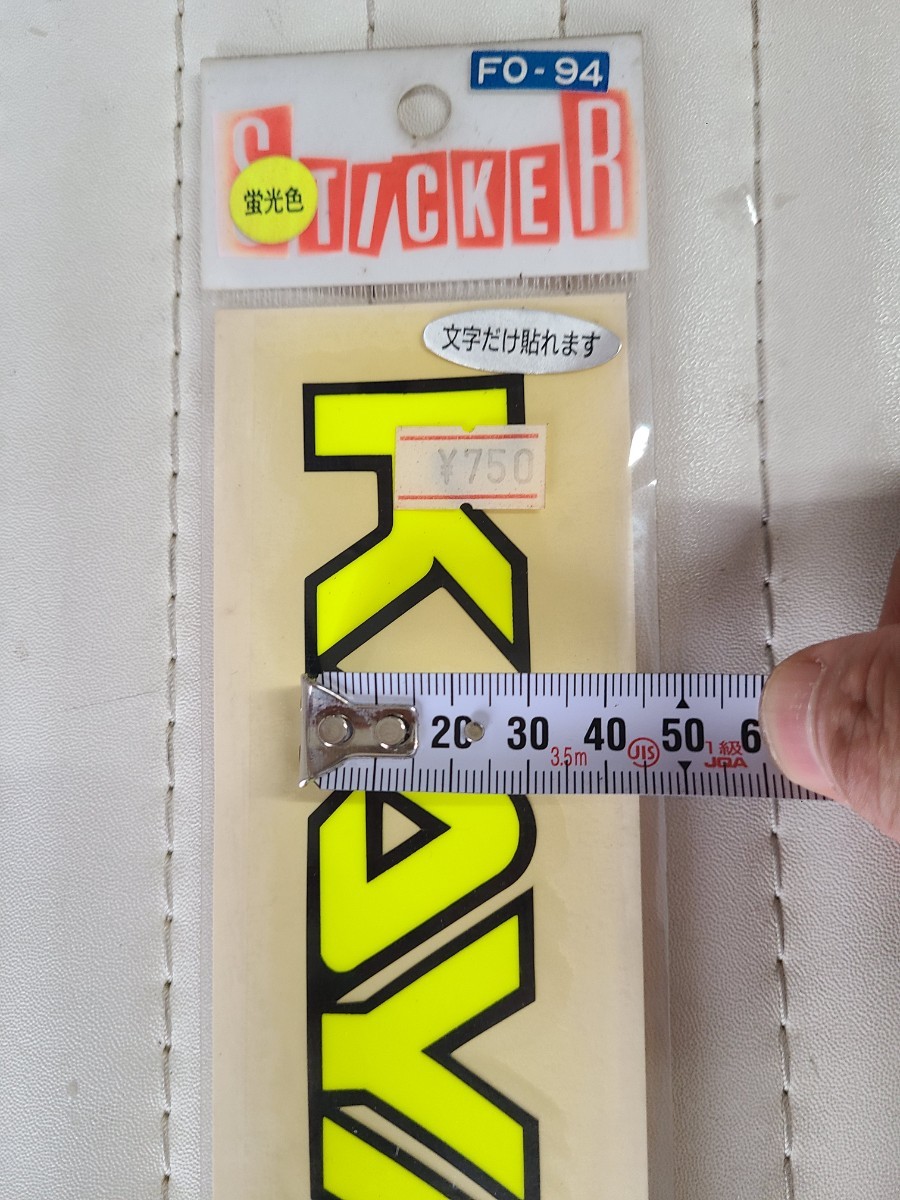 FO-94
STICKER
蛍光色
文字だけ貼れます
¥750
KAW
20 30 40 50 6
3.5m JIS 1級
JQA